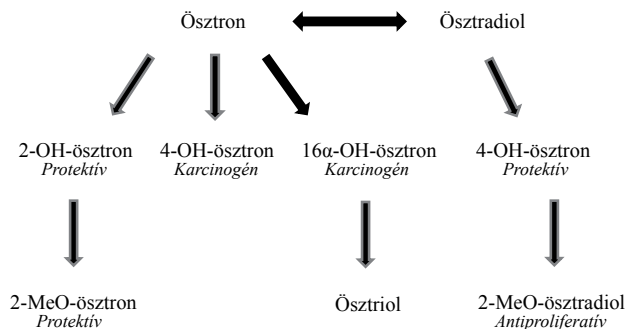 Ösztron
Ösztradiol
2-OH-ösztron
4-OH-ösztron
16α-OH-ösztron
4-OH-ösztron
Protektív
Karcinogén
Karcinogén
Protektív
2-MeO-ösztron
Ösztriol
2-MeO-ösztradiol
Protektív
Antiproliferatív